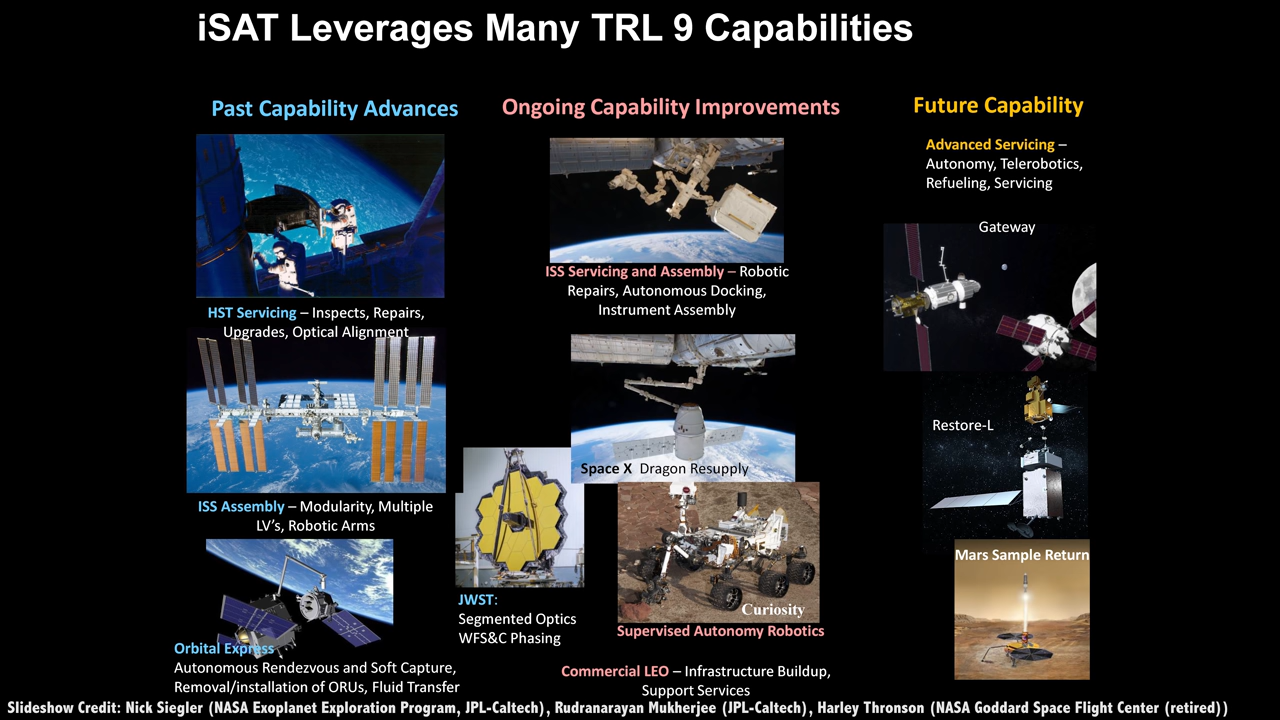 iSAT Leverages Many TRL 9 Capabilities
Past Capability Advances
HST Servicing – Inspects, Repairs,
Upgrades, Optical Alignment
ISS Assembly – Modularity, Multiple
LV's, Robotic Arms
Orbital Express
Autonomous Rendezvous and Soft Capture,
Removal/installation of ORUs, Fluid Transfer
JWST:
Segmented Optics
WFS&C Phasing
Ongoing Capability Improvements
ISS Servicing and Assembly – Robotic
Repairs, Autonomous Docking,
Instrument Assembly
Space X Dragon Resupply
Curiosity
Supervised Autonomy Robotics
Commercial LEO – Infrastructure Buildup,
Support Services
Future Capability
Advanced Servicing –
Autonomy, Telerobotics,
Refueling, Servicing
Gateway
Restore-L
Mars Sample Return
Slideshow Credit: Nick Siegler (NASA Exoplanet Exploration Program, JPL-Caltech), Rudranarayan Mukherjee (JPL-Caltech), Harley Thronson (NASA Goddard Space Flight Center (retired))